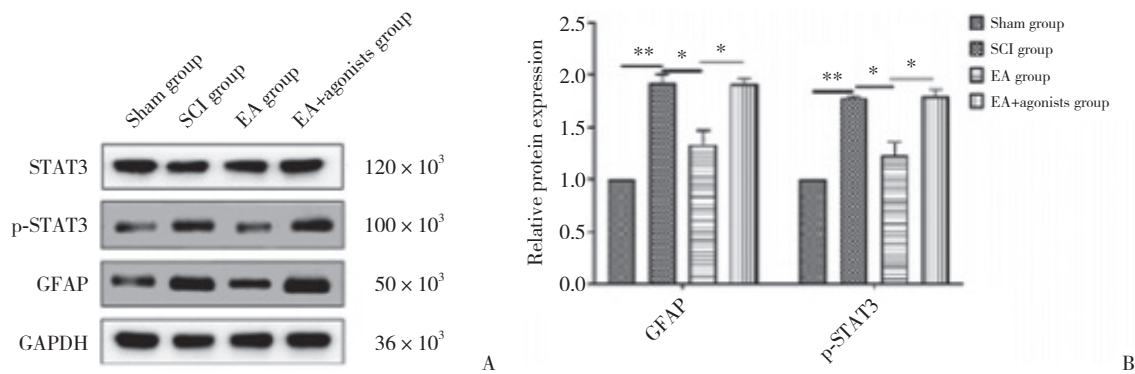 Sham group
SCI group
EA group
EA+agonists group
STAT3
120 × 10³
p-STAT3
100 × 10³
GFAP
50 × 10³
GAPDH
36 × 10³
A
Relative protein expression
2.5
2.0
1.5
1.0
0.5
0.0
** * *
** * *
GFAP
p-STAT3
Sham group
SCI group
EA group
EA+agonists group
B